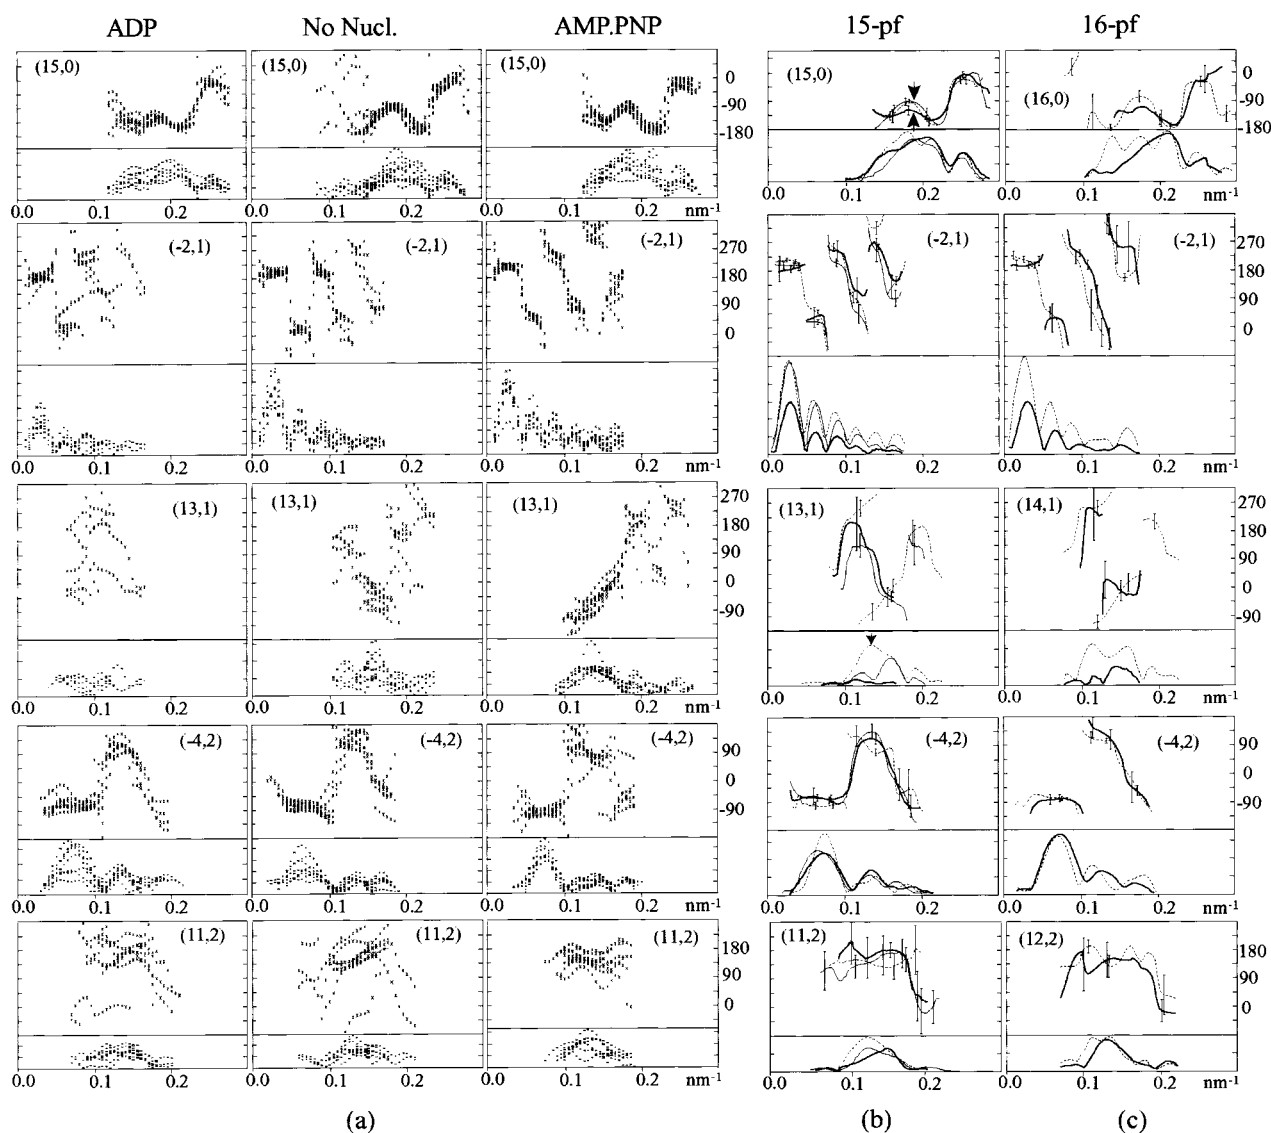 ADP No Nucl. AMP.PNP 15-pf 16-pf
(15,0) (15,0) (15,0) 0 -90 -180 (15,0) (16,0) 0 -90 -180
0.0 0.1 0.2 0.0 0.1 0.2 0.0 0.1 0.2 nm-1 0.0 0.1 0.2 0.0 0.1 0.2 nm-1
(-2,1) (-2,1) (-2,1) 270 180 90 0 (-2,1) (-2,1) 270 180 90 0
0.0 0.1 0.2 0.0 0.1 0.2 0.0 0.1 0.2 nm-1 0.0 0.1 0.2 0.0 0.1 0.2 nm-1
(13,1) (13,1) (13,1) 270 180 90 0 -90 (13,1) (14,1) 270 180 90 0 -90
0.0 0.1 0.2 0.0 0.1 0.2 0.0 0.1 0.2 nm-1 0.0 0.1 0.2 0.0 0.1 0.2 nm-1
(-4,2) (-4,2) (-4,2) 90 0 -90 (-4,2) (-4,2) 90 0 -90
0.0 0.1 0.2 0.0 0.1 0.2 0.0 0.1 0.2 nm-1 0.0 0.1 0.2 0.0 0.1 0.2 nm-1
(11,2) (11,2) (11,2) 180 90 0 (11,2) (12,2) 180 90 0
0.0 0.1 0.2 0.0 0.1 0.2 0.0 0.1 0.2 nm-1 0.0 0.1 0.2 0.0 0.1 0.2 nm-1
(a) (b) (c)